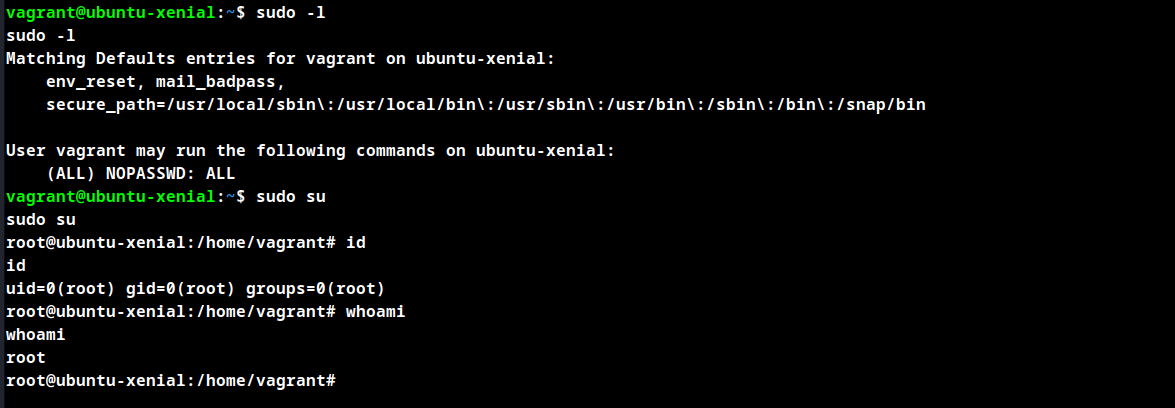 vagrant@ubuntu-xenial:~$ sudo -l
sudo -l
Matching Defaults entries for vagrant on ubuntu-xenial:
    env_reset, mail_badpass,
    secure_path=/usr/local/sbin\:/usr/local/bin\:/usr/sbin\:/usr/bin\:/sbin\:/bin\:/snap/bin

User vagrant may run the following commands on ubuntu-xenial:
    (ALL) NOPASSWD: ALL
vagrant@ubuntu-xenial:~$ sudo su
sudo su
root@ubuntu-xenial:/home/vagrant# id
id
uid=0(root) gid=0(root) groups=0(root)
root@ubuntu-xenial:/home/vagrant# whoami
whoami
root
root@ubuntu-xenial:/home/vagrant#